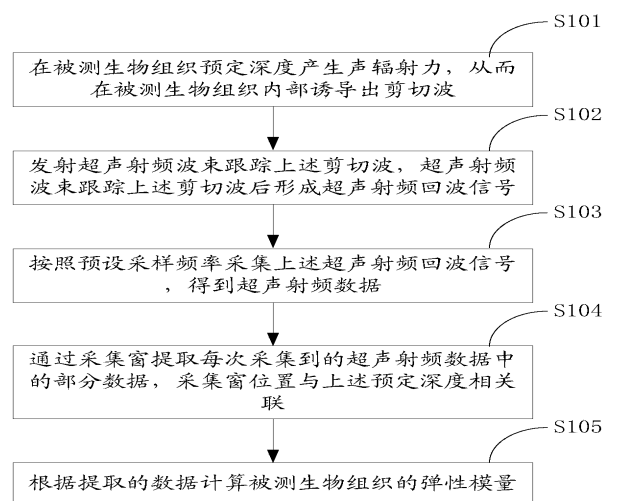 S101
在被测生物组织预定深度产生声辐射力，从而
在被测生物组织内部诱导出剪切波
S102
发射超声射频波束跟踪上述剪切波，超声射频
波束跟踪上述剪切波后形成超声射频回波信号
S103
按照预设采样频率采集上述超声射频回波信号
，得到超声射频数据
S104
通过采集窗提取每次采集到的超声射频数据中
的部分数据，采集窗位置与上述预定深度相关
联
S105
根据提取的数据计算被测生物组织的弹性模量